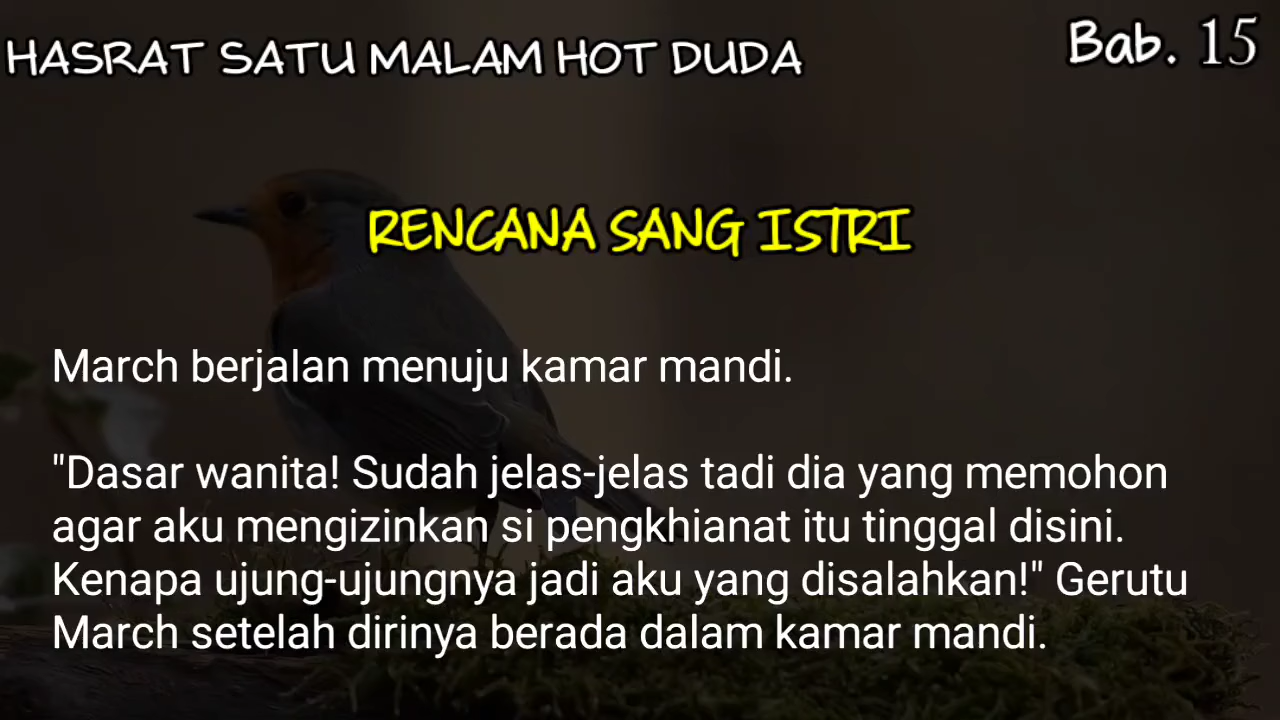 HASRAT SATU MALAM HOT DUDA
Bab. 15
RENCANA SANG ISTRI
March berjalan menuju kamar mandi.
"Dasar wanita! Sudah jelas-jelas tadi dia yang memohon
agar aku mengizinkan si pengkhianat itu tinggal disini.
Kenapa ujung-ujungnya jadi aku yang disalahkan!" Gerutu
March setelah dirinya berada dalam kamar mandi.